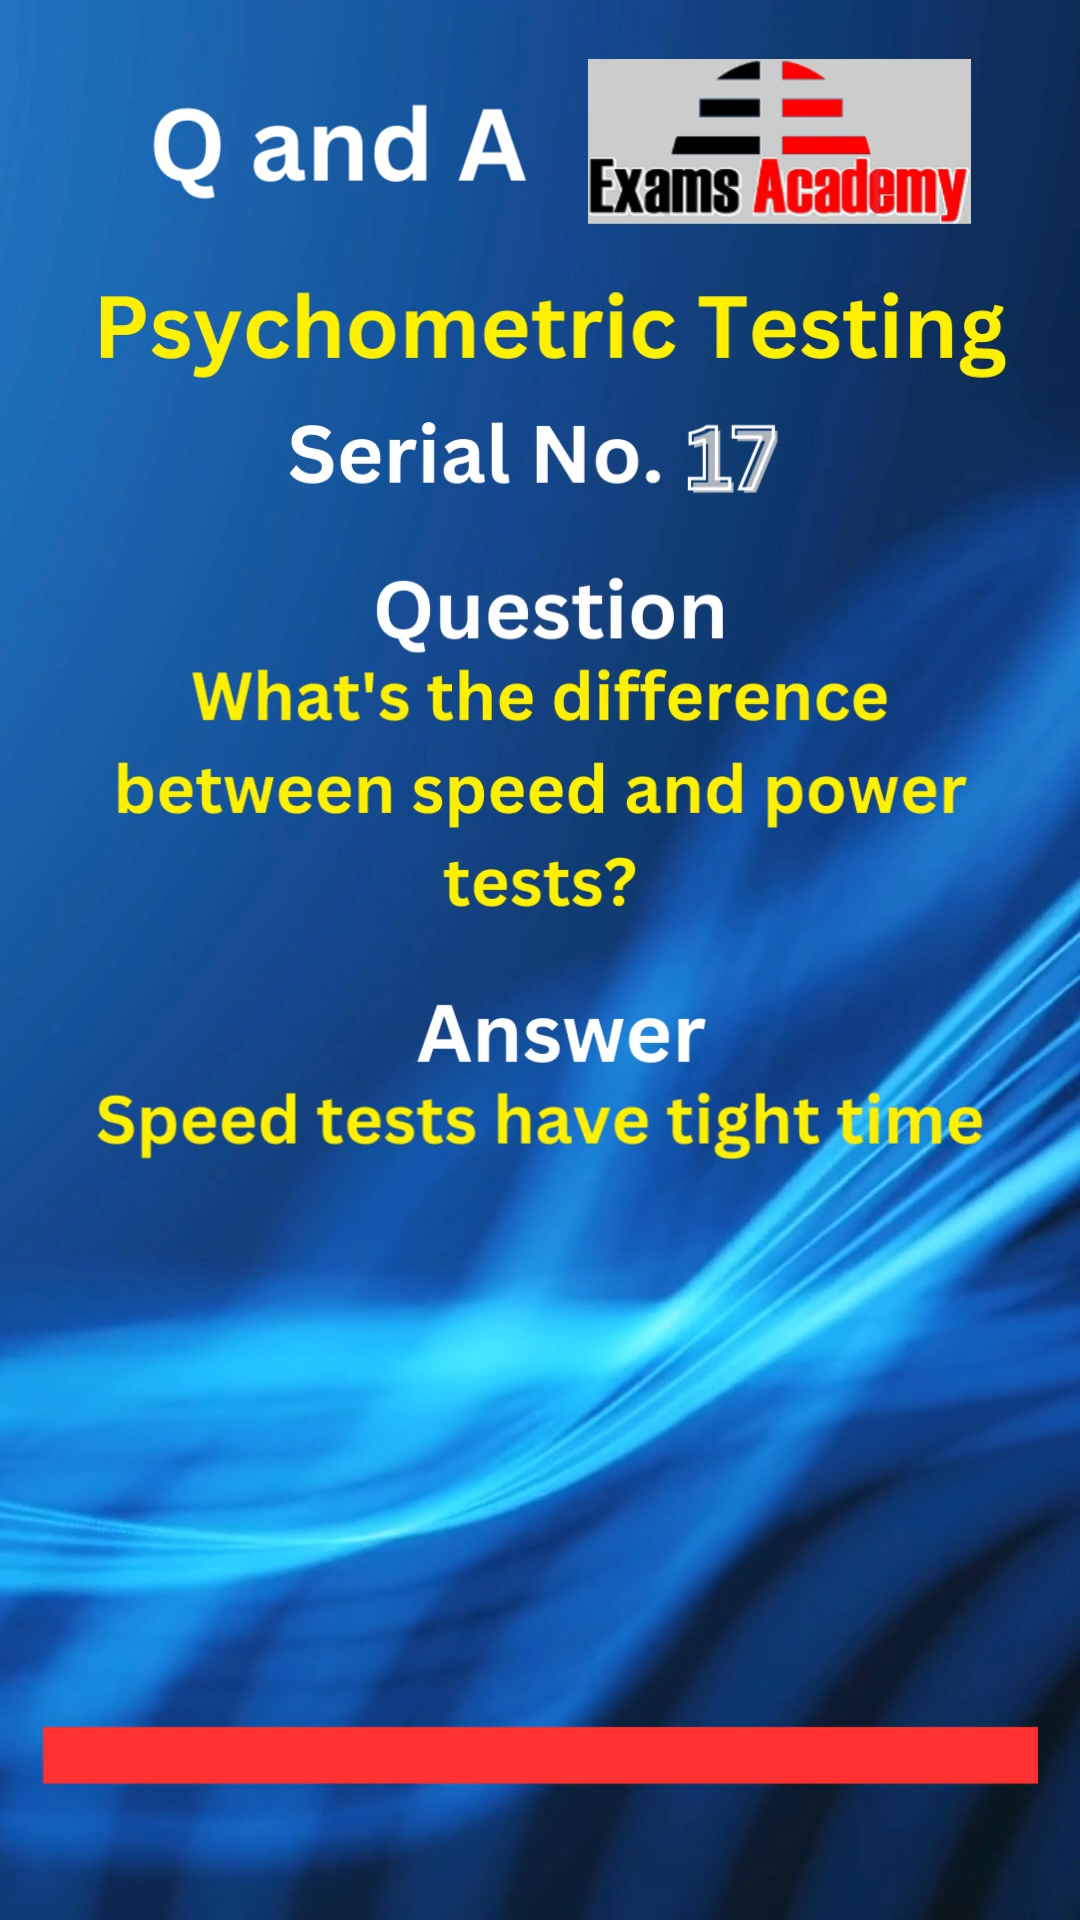 Q and A
Exams Academy
Psychometric Testing
Serial No. 17
Question
What's the difference
between speed and power
tests?
Answer
Speed tests have tight time